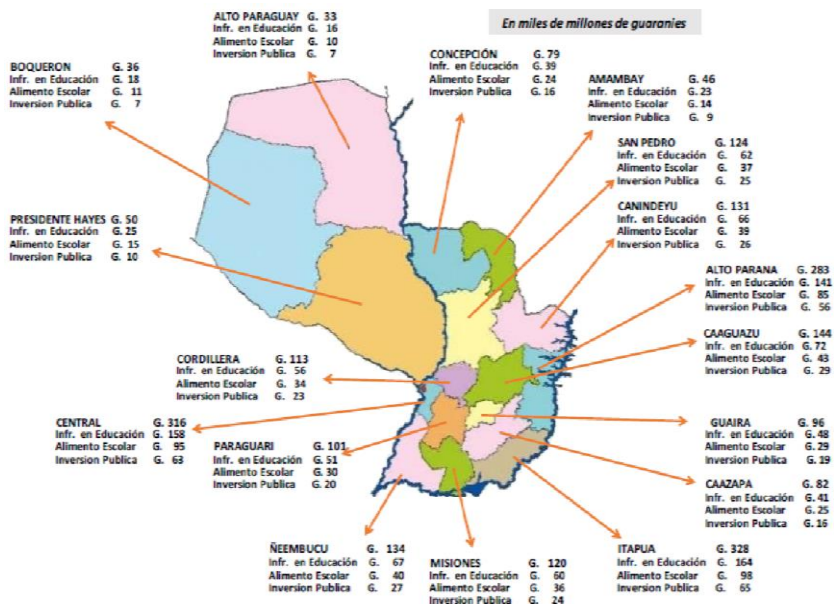 En miles de millones de guaranies
ALTO PARAGUAY G. 33
Infr. en Educación G. 16
Alimento Escolar G. 10
Inversion Publica G. 7
BOQUERON G. 36
Infr. en Educación G. 18
Alimento Escolar G. 11
Inversion Publica G. 7
CONCEPCIÓN G. 79
Infr. en Educación G. 39
Alimento Escolar G. 24
Inversion Publica G. 16
AMAMBAY G. 46
Infr. en Educación G. 23
Alimento Escolar G. 14
Inversion Publica G. 9
SAN PEDRO G. 124
Infr. en Educación G. 62
Alimento Escolar G. 37
Inversion Publica G. 25
CANINDEYU G. 131
Infr. en Educación G. 66
Alimento Escolar G. 39
Inversion Publica G. 26
PRESIDENTE HAYES G. 50
Infr. en Educación G. 25
Alimento Escolar G. 15
Inversion Publica G. 10
ALTO PARANA G. 283
Infr. en Educación G. 141
Alimento Escolar G. 85
Inversion Publica G. 56
CAAGUAZU G. 144
Infr. en Educación G. 72
Alimento Escolar G. 43
Inversion Publica G. 29
CORDILLERA G. 113
Infr. en Educación G. 56
Alimento Escolar G. 34
Inversion Publica G. 23
CENTRAL G. 316
Infr. en Educación G. 158
Alimento Escolar G. 95
Inversion Publica G. 63
PARAGUARI G. 101
Infr. en Educación G. 51
Alimento Escolar G. 30
Inversion Publica G. 20
GUAIRA G. 96
Infr. en Educación G. 48
Alimento Escolar G. 29
Inversion Publica G. 19
CAAZAPA G. 82
Infr. en Educación G. 41
Alimento Escolar G. 25
Inversion Publica G. 16
ÑEEMBUCU G. 134
Infr. en Educación G. 67
Alimento Escolar G. 40
Inversion Publica G. 27
MISIONES G. 120
Infr. en Educación G. 60
Alimento Escolar G. 36
Inversion Publica G. 24
ITAPUA G. 328
Infr. en Educación G. 164
Alimento Escolar G. 98
Inversion Publica G. 65